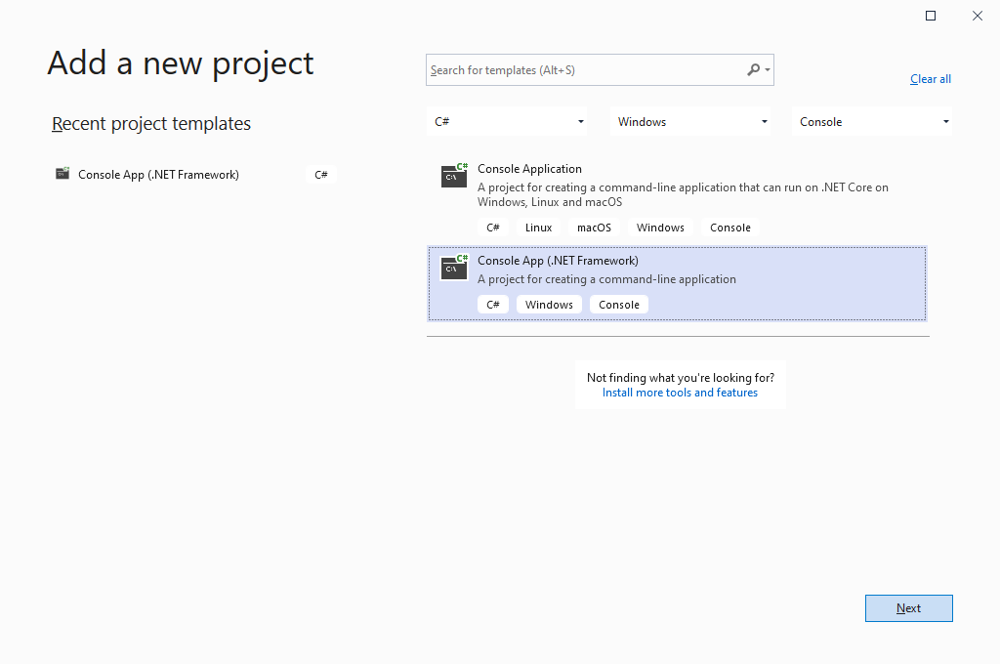 Add a new project
Search for templates (Alt+S)
Clear all
Recent project templates
C#
Windows
Console
Console App (.NET Framework)
C#
C#
C:\
Console Application
A project for creating a command-line application that can run on .NET Core on
Windows, Linux and macOS
C# Linux macOS Windows Console
C#
C:\
Console App (.NET Framework)
A project for creating a command-line application
C# Windows Console
Not finding what you're looking for?
Install more tools and features
Next